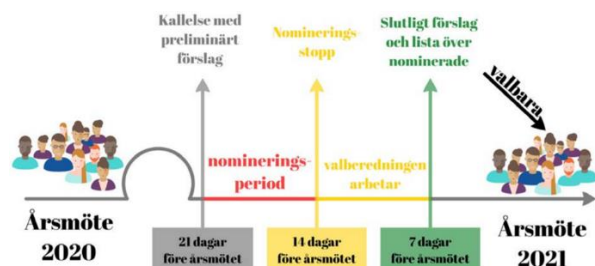 Kallelse med
preliminärt
förslag
Nominerings-
stopp
Slutligt förslag
och lista över
nominerade
valbara
nominerings-
period
valberedningen
arbetar
Årsmöte
2020
21 dagar
före årsmötet
14 dagar
före årsmötet
7 dagar
före årsmötet
Årsmöte
2021